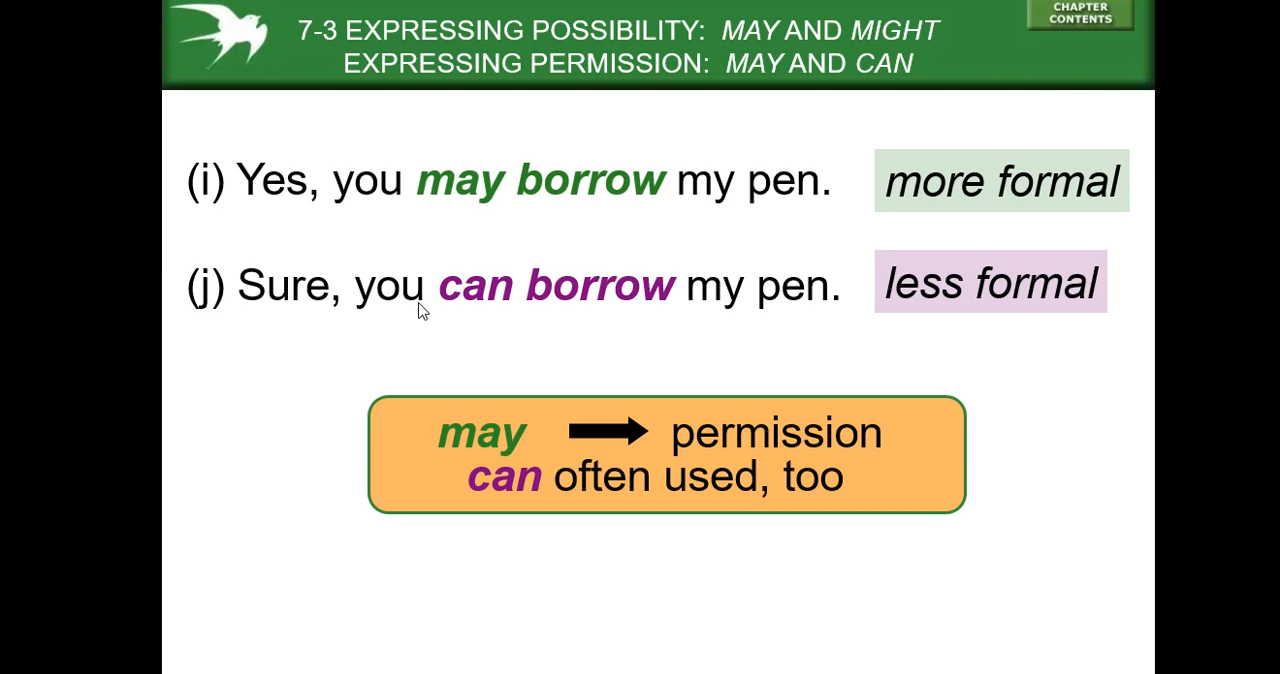 CHAPTER
CONTENTS
7-3 EXPRESSING POSSIBILITY: MAY AND MIGHT
EXPRESSING PERMISSION: MAY AND CAN
(i) Yes, you may borrow my pen. more formal
(j) Sure, you can borrow my pen. less formal
may ➡ permission
can often used, too